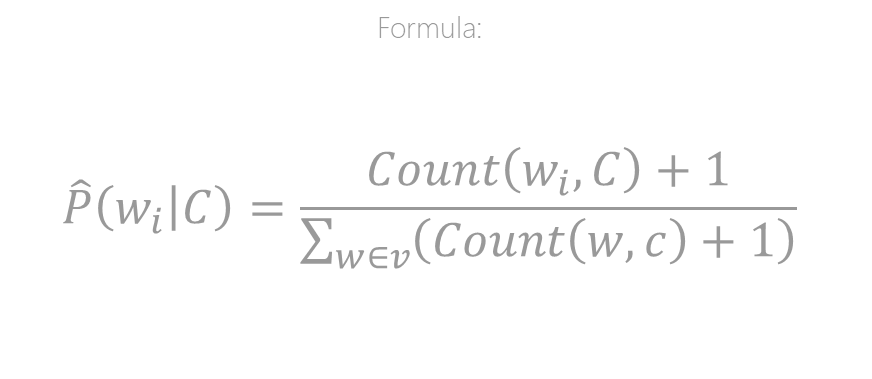 Formula:
P̂(wᵢ|C) = (Count(wᵢ, C) + 1) / (∑_{w∈v}(Count(w, c) + 1))